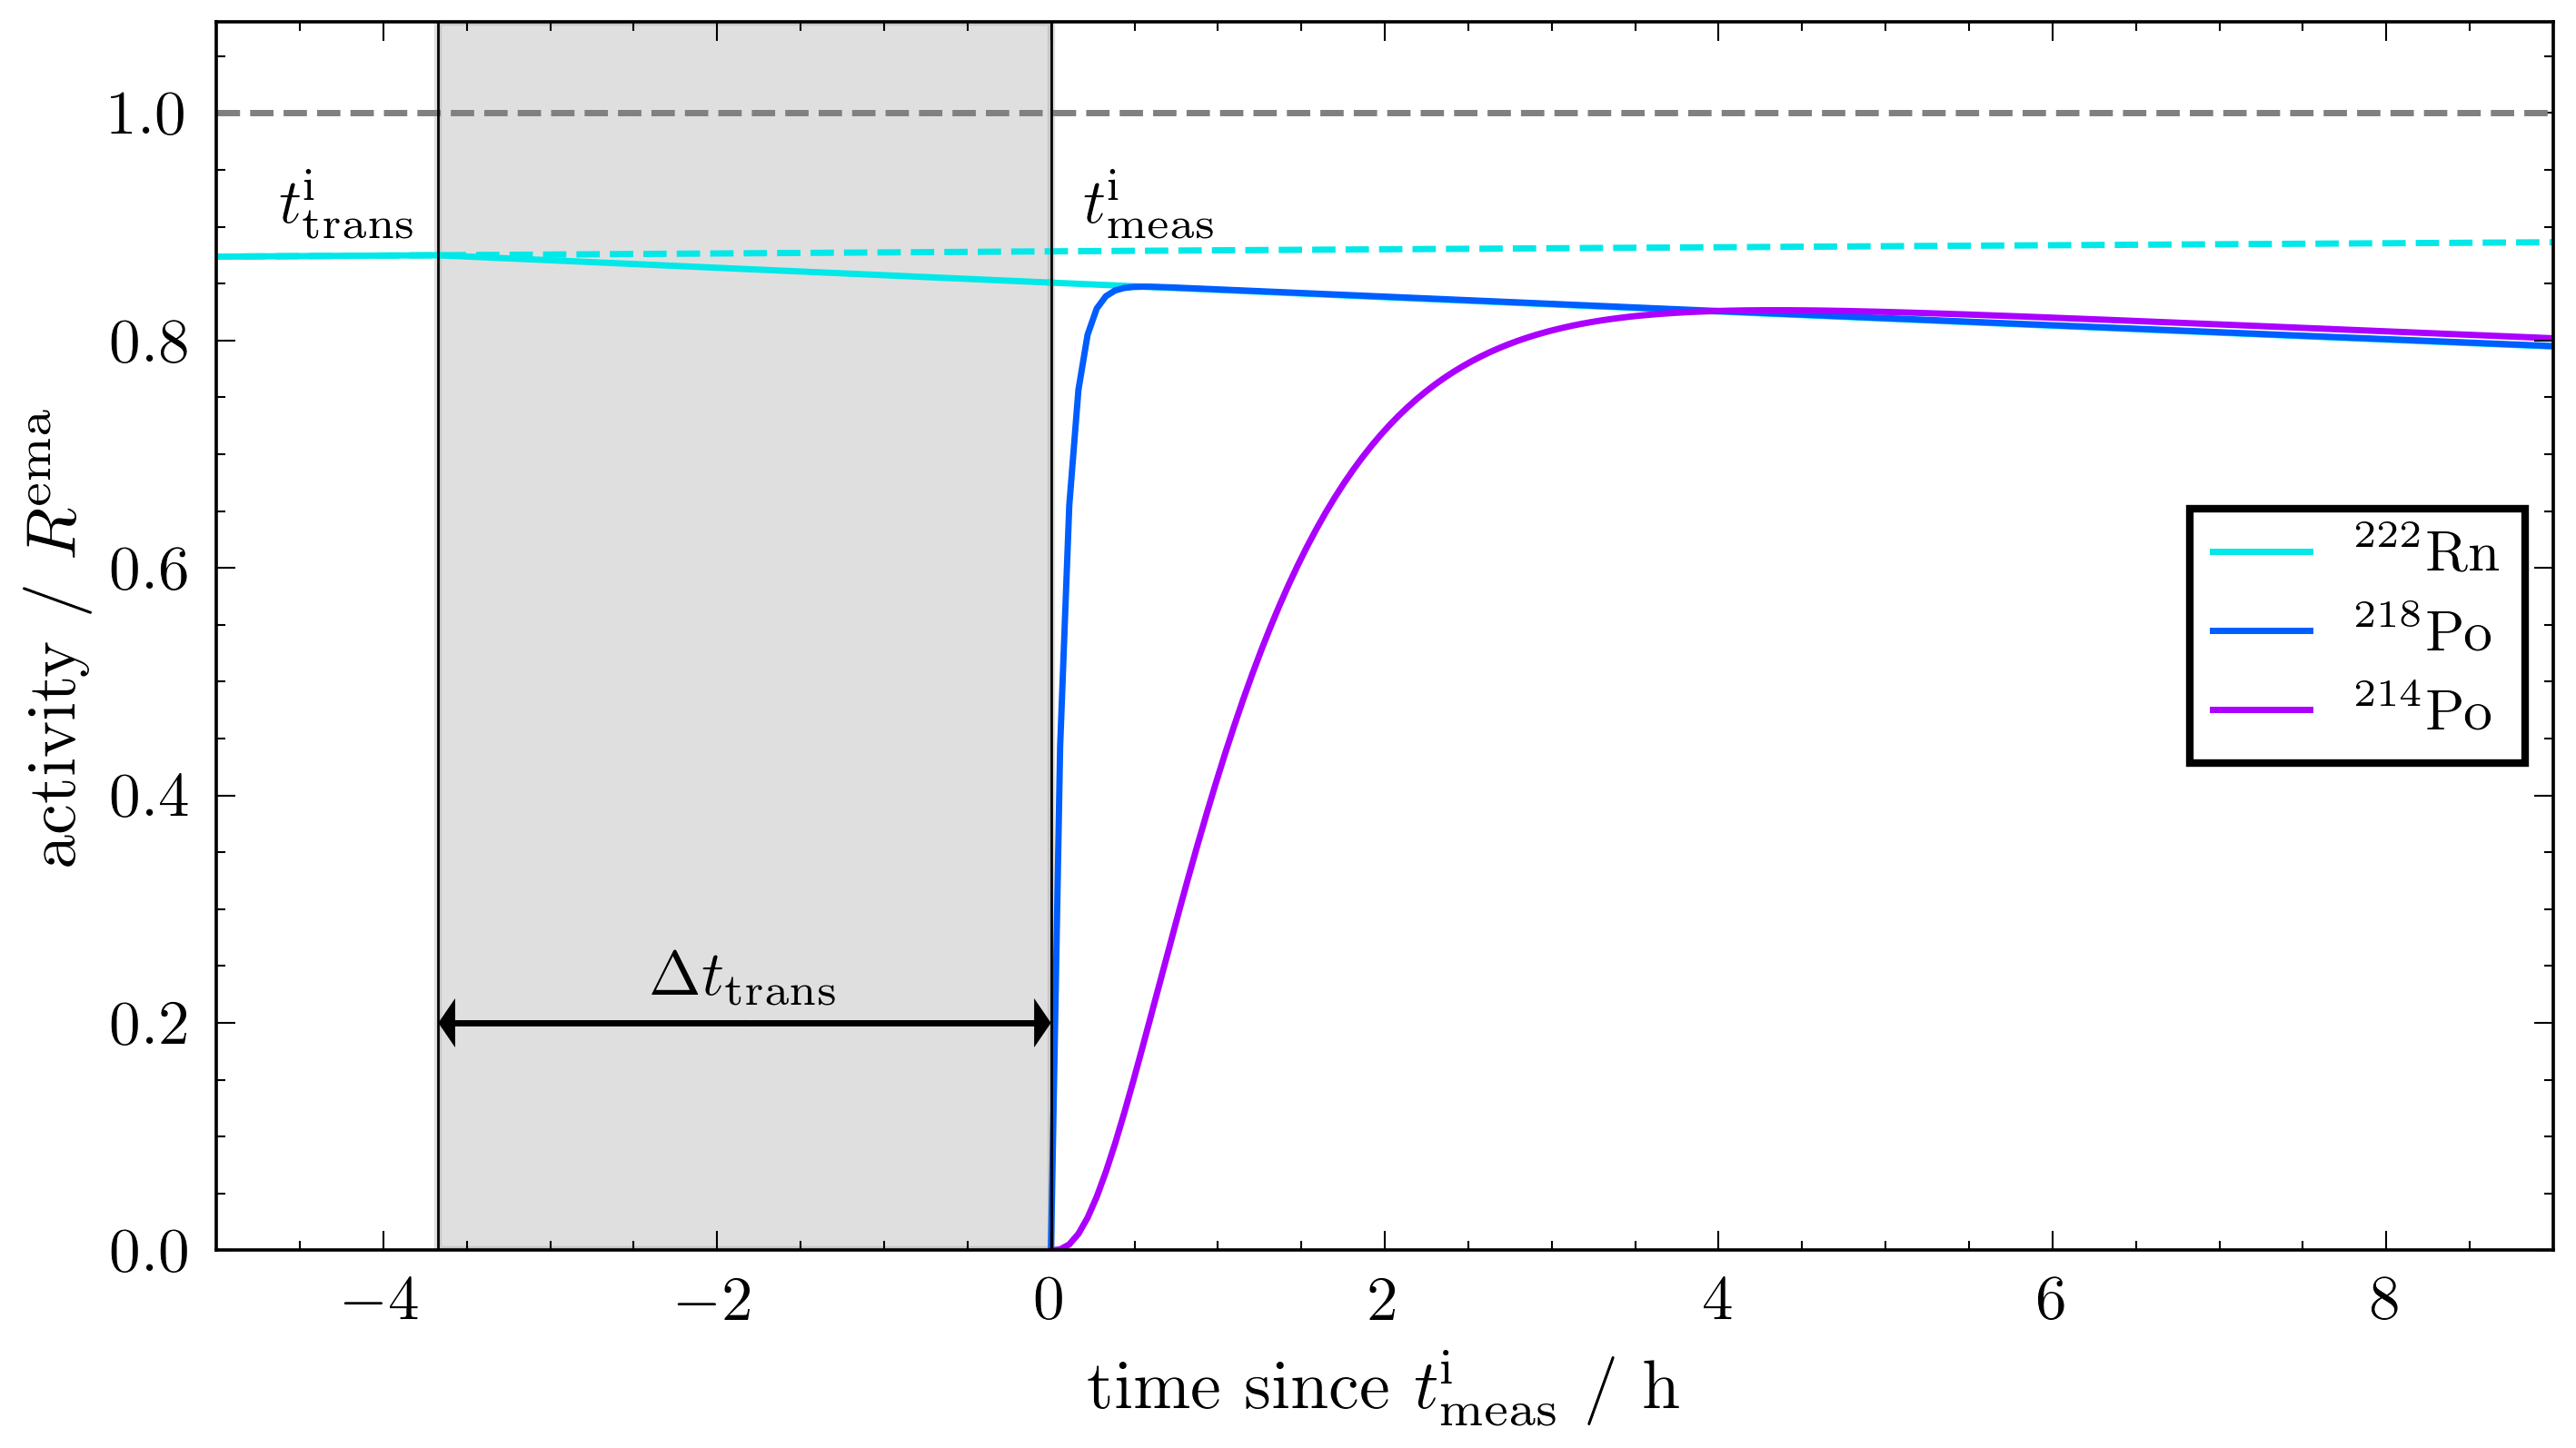 activity / R^ema
1.0
0.8
0.6
0.4
0.2
0.0
t^i_trans
t^i_meas
Δt_trans
²²²Rn
²¹⁸Po
²¹⁴Po
−4 −2 0 2 4 6 8
time since t^i_meas / h